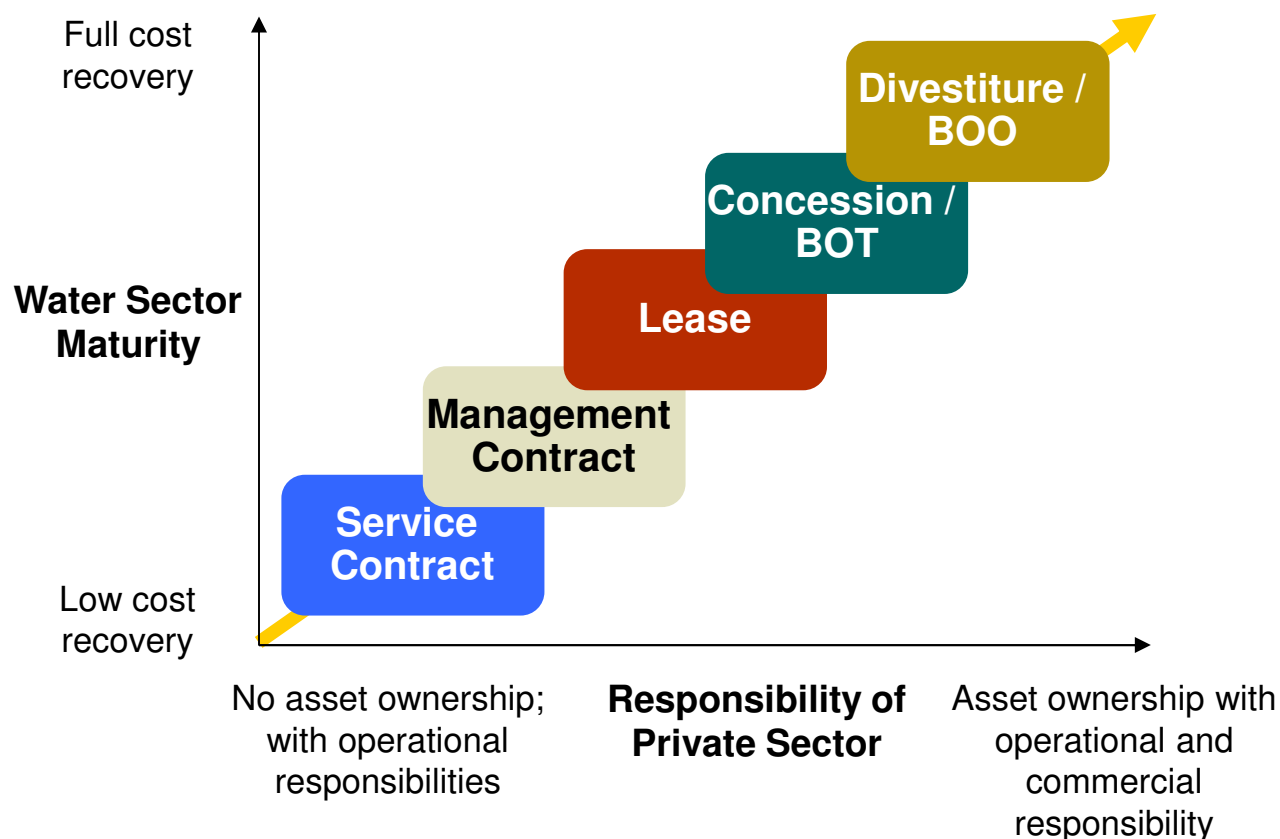 Full cost
recovery
Divestiture /
BOO
Concession /
BOT
Water Sector
Maturity
Lease
Management
Contract
Service
Contract
Low cost
recovery
No asset ownership;
with operational
responsibilities
Responsibility of
Private Sector
Asset ownership with
operational and
commercial
responsibility